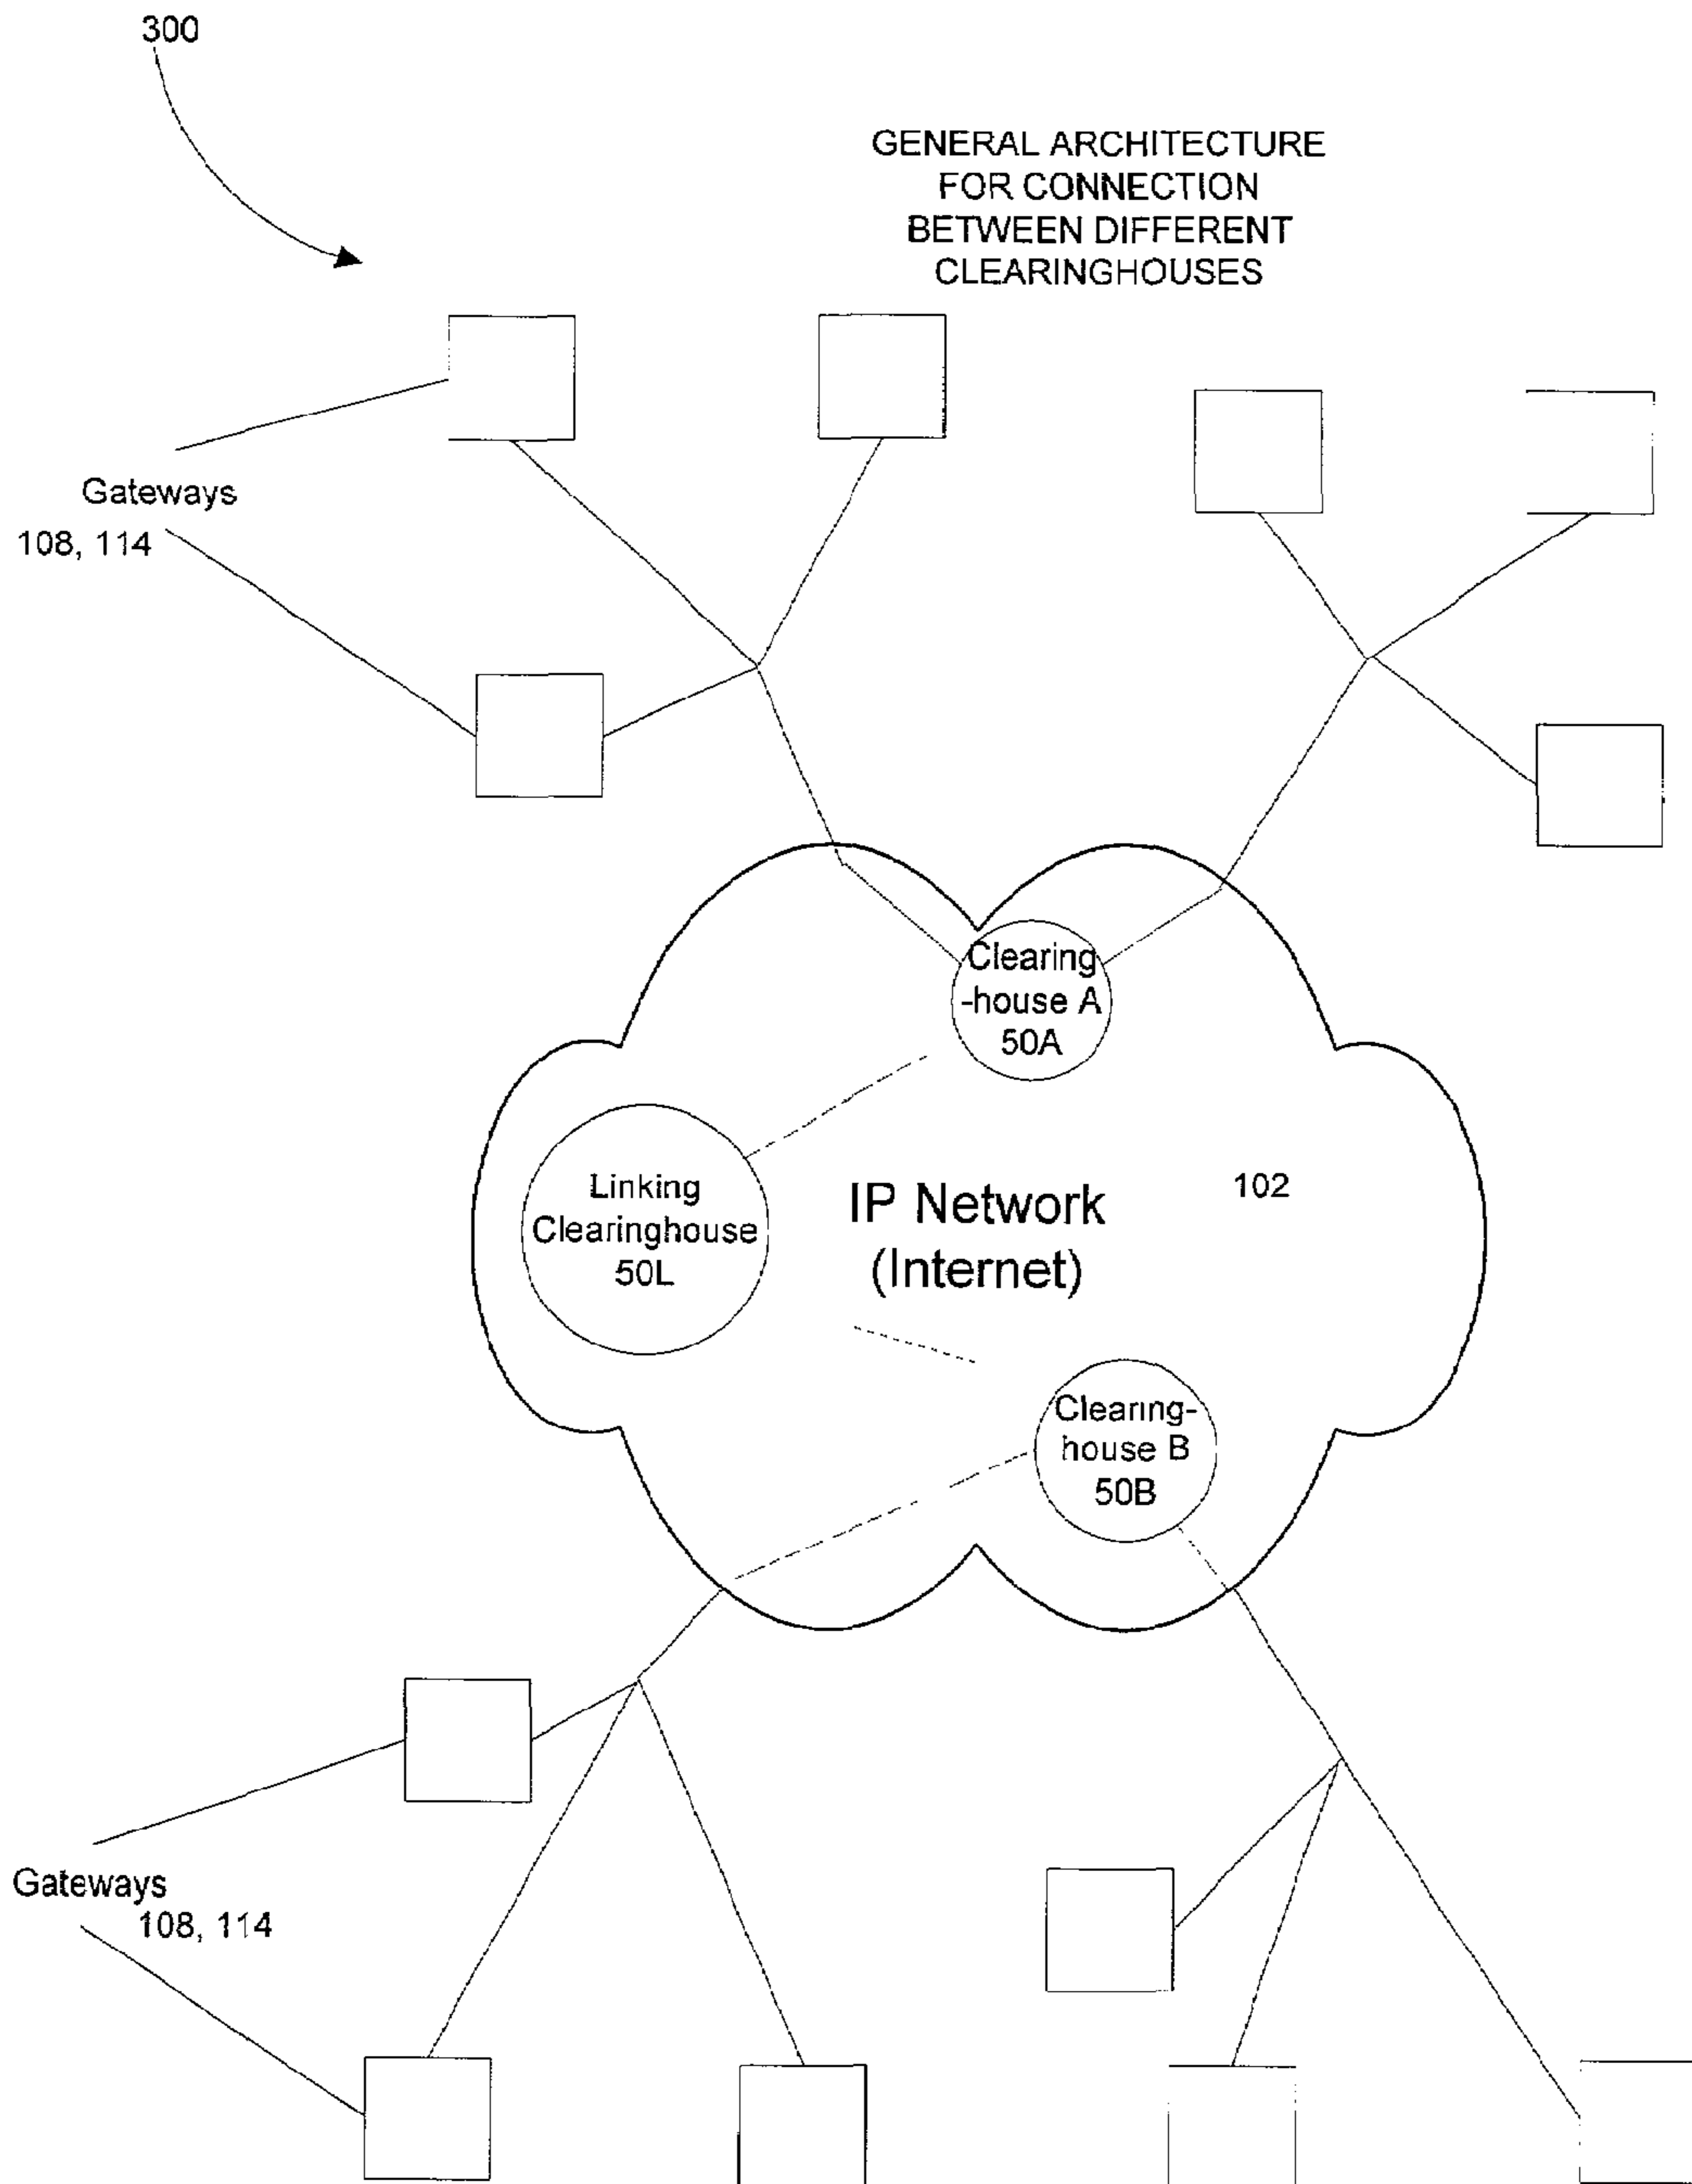 300
GENERAL ARCHITECTURE
FOR CONNECTION
BETWEEN DIFFERENT
CLEARINGHOUSES
Gateways
108, 114
Clearing
-house A
50A
Linking
Clearinghouse
50L
IP Network
(Internet)
102
Clearing-
house B
50B
Gateways
108, 114